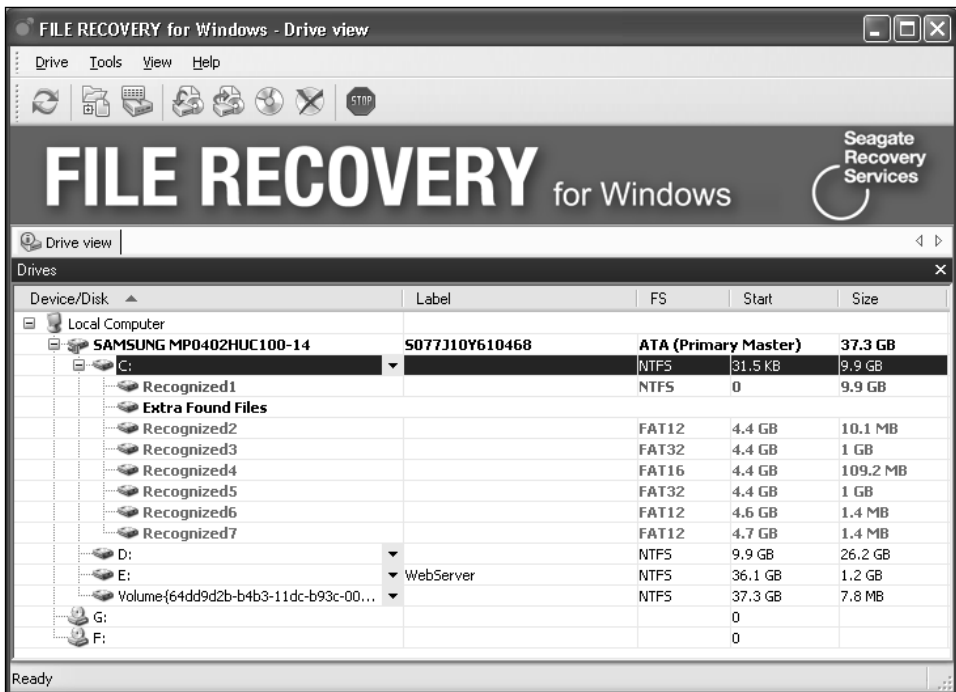 FILE RECOVERY for Windows - Drive view
Drive Tools View Help
STOP
FILE RECOVERY for Windows
Seagate
Recovery
Services
Drive view
Drives
Device/Disk Label FS Start Size
Local Computer
SAMSUNG MP0402HUC100-14 S077J10Y610468 ATA (Primary Master) 37.3 GB
C: NTFS 31.5 KB 9.9 GB
Recognized1 NTFS 0 9.9 GB
Extra Found Files
Recognized2 FAT12 4.4 GB 10.1 MB
Recognized3 FAT32 4.4 GB 1 GB
Recognized4 FAT16 4.4 GB 109.2 MB
Recognized5 FAT32 4.4 GB 1 GB
Recognized6 FAT12 4.6 GB 1.4 MB
Recognized7 FAT12 4.7 GB 1.4 MB
D: NTFS 9.9 GB 26.2 GB
E: WebServer NTFS 36.1 GB 1.2 GB
Volume{64dd9d2b-b4b3-11dc-b93c-00... NTFS 37.3 GB 7.8 MB
G: 0
F: 0
Ready